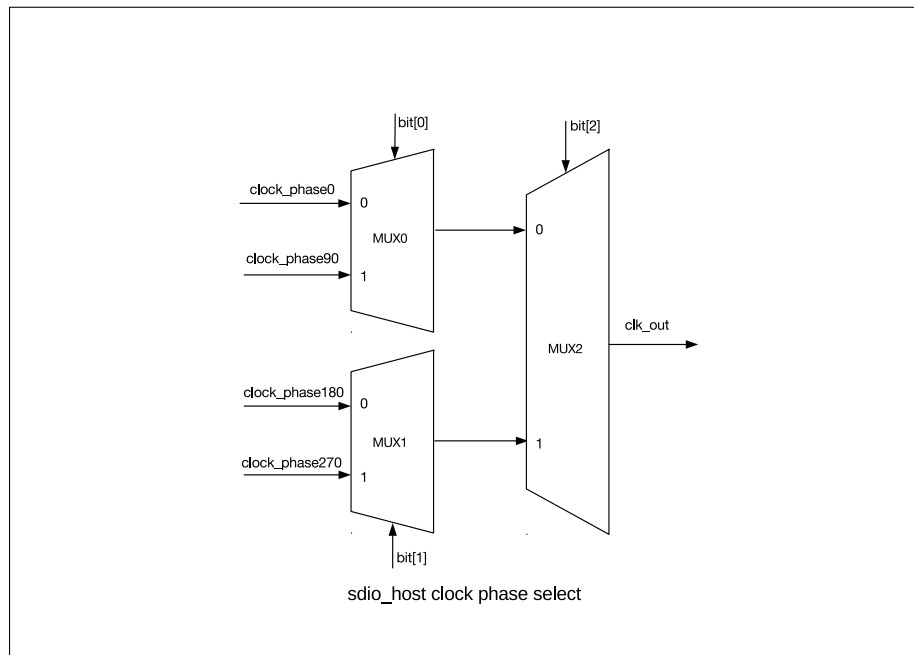 bit[0]
bit[2]
clock_phase0
0
MUX0
clock_phase90
1
0
clk_out
MUX2
clock_phase180
0
MUX1
1
clock_phase270
1
bit[1]
sdio_host clock phase select